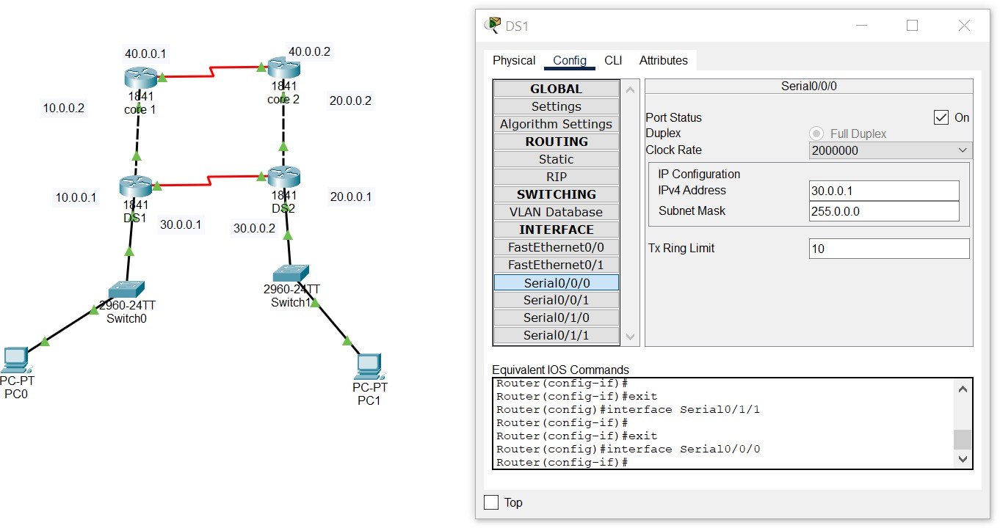 40.0.0.1
40.0.0.2
1841
core 1
1841
core 2
10.0.0.2
20.0.0.2
10.0.0.1
1841
DS1
1841
DS2
20.0.0.1
30.0.0.1
30.0.0.2
2960-24TT
Switch0
2960-24TT
Switch1
PC-PT
PC0
PC-PT
PC1
DS1
Physical Config CLI Attributes
GLOBAL
Settings
Algorithm Settings
ROUTING
Static
RIP
SWITCHING
VLAN Database
INTERFACE
FastEthernet0/0
FastEthernet0/1
Serial0/0/0
Serial0/0/1
Serial0/1/0
Serial0/1/1
Serial0/0/0
Port Status On
Duplex Full Duplex
Clock Rate 2000000
IP Configuration
IPv4 Address 30.0.0.1
Subnet Mask 255.0.0.0
Tx Ring Limit 10
Equivalent IOS Commands
Router(config-if)#
Router(config-if)#exit
Router(config)#interface Serial0/1/1
Router(config-if)#
Router(config-if)#exit
Router(config)#interface Serial0/0/0
Router(config-if)#
Top